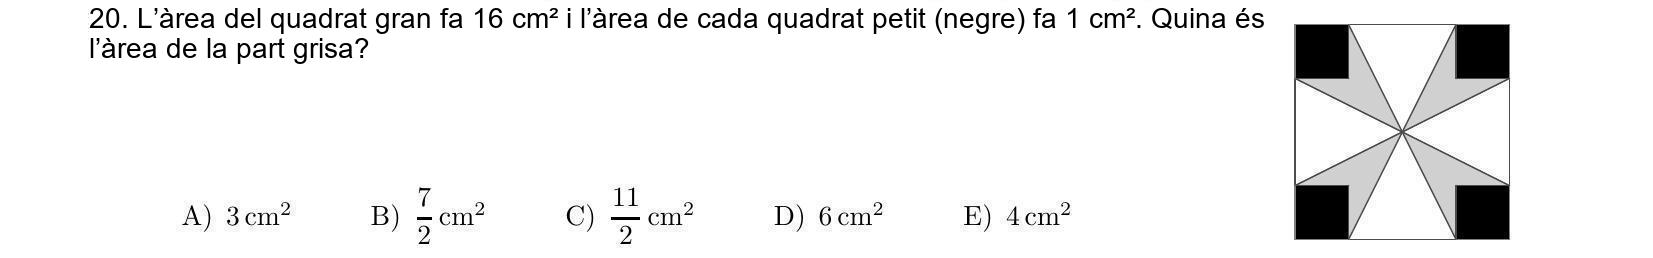 20. L’àrea del quadrat gran fa 16 cm² i l’àrea de cada quadrat petit (negre) fa 1 cm². Quina és
l’àrea de la part grisa?
A) 3 cm² B) 7/2 cm² C) 11/2 cm² D) 6 cm² E) 4 cm²